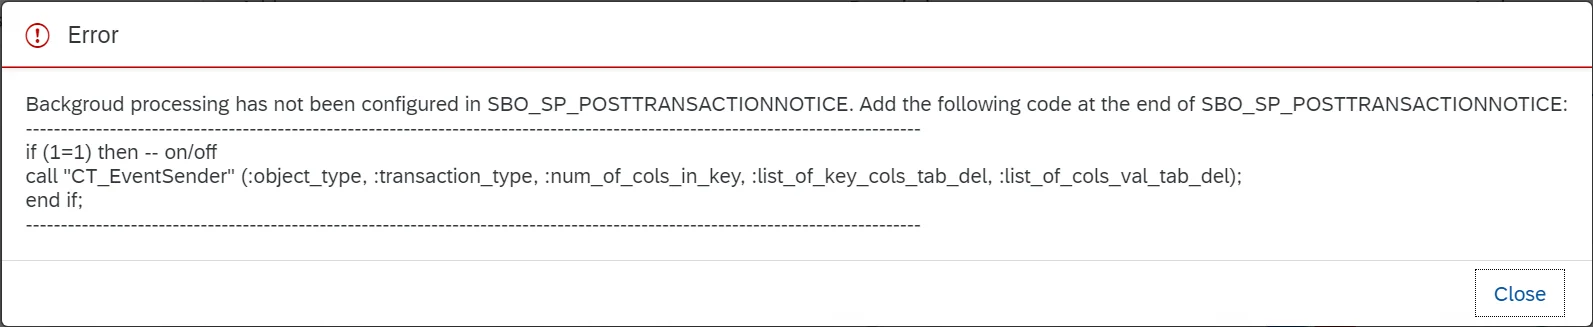 Error
Backgroud processing has not been configured in SBO_SP_POSTTRANSACTIONNOTICE. Add the following code at the end of SBO_SP_POSTTRANSACTIONNOTICE:
--------------------------------------------------------------------------------------------------------------------------------
if (1=1) then -- on/off
call "CT_EventSender" (:object_type, :transaction_type, :num_of_cols_in_key, :list_of_key_cols_tab_del, :list_of_cols_val_tab_del);
end if;
--------------------------------------------------------------------------------------------------------------------------------
Close